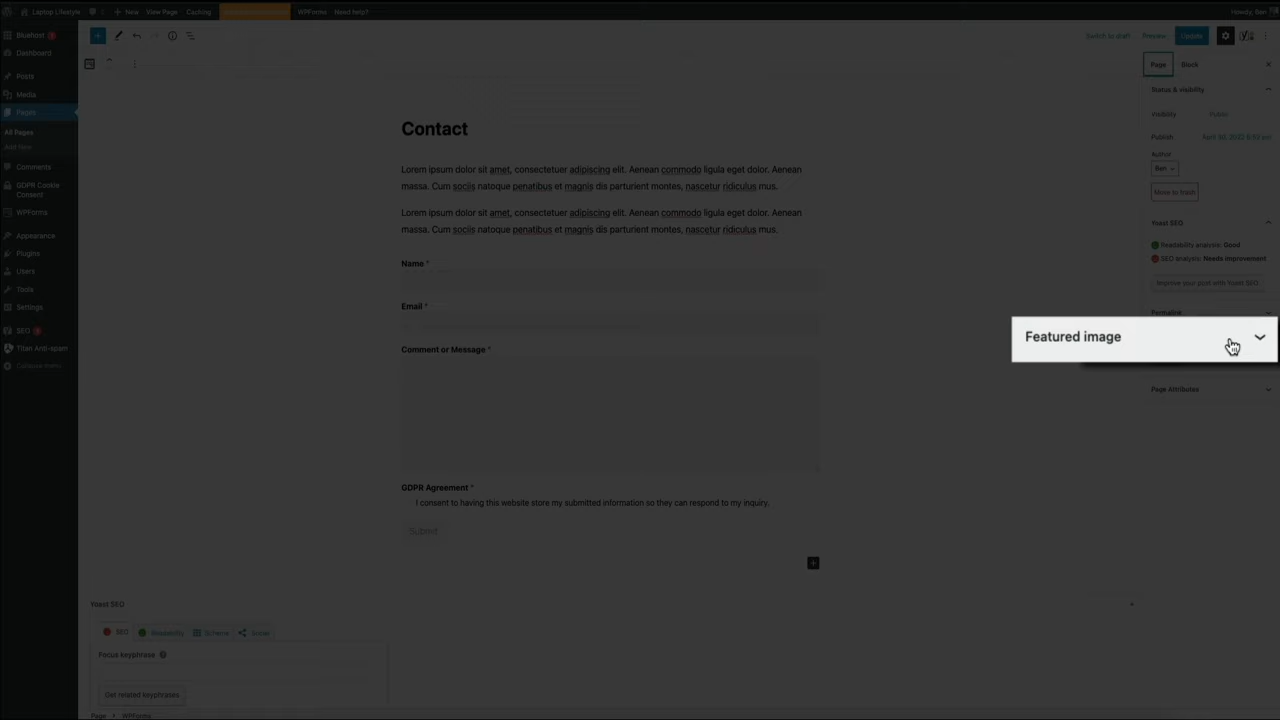 Laptop Lifestyle
New
View Page
Caching
WPForms
Need help?
Howdy, Ben
Bluehost
Dashboard
Posts
Media
Pages
All Pages
Add New
Comments
GDPR Cookie
Consent
WPForms
Appearance
Plugins
Users
Tools
Settings
SEO
Titan Anti-spam
Collapse menu
Switch to draft
Preview
Update
Contact
Lorem ipsum dolor sit amet, consectetuer adipiscing elit. Aenean commodo ligula eget dolor. Aenean
massa. Cum sociis natoque penatibus et magnis dis parturient montes, nascetur ridiculus mus.
Lorem ipsum dolor sit amet, consectetuer adipiscing elit. Aenean commodo ligula eget dolor. Aenean
massa. Cum sociis natoque penatibus et magnis dis parturient montes, nascetur ridiculus mus.
Name *
Email *
Comment or Message *
GDPR Agreement *
I consent to having this website store my submitted information so they can respond to my inquiry.
Submit
Page
Block
Status & visibility
Visibility
Public
Publish
Author
Ben
Move to trash
Yoast SEO
Readability analysis: Good
SEO analysis: Needs improvement
Improve your post with Yoast SEO
Permalink
Featured image
Page Attributes
Yoast SEO
SEO
Readability
Schema
Social
Focus keyphrase
Get related keyphrases
Page
WPForms